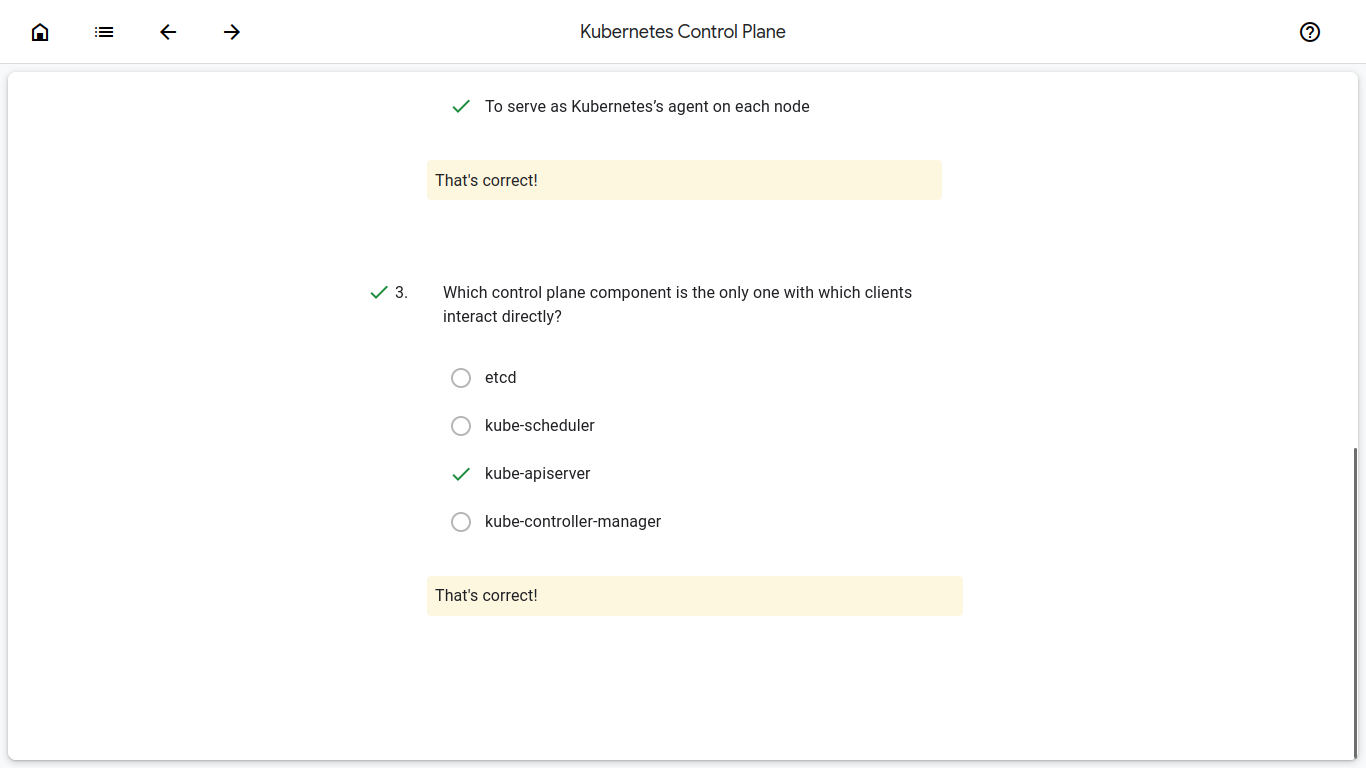 Kubernetes Control Plane
To serve as Kubernetes’s agent on each node
That's correct!
3.
Which control plane component is the only one with which clients
interact directly?
etcd
kube-scheduler
kube-apiserver
kube-controller-manager
That's correct!